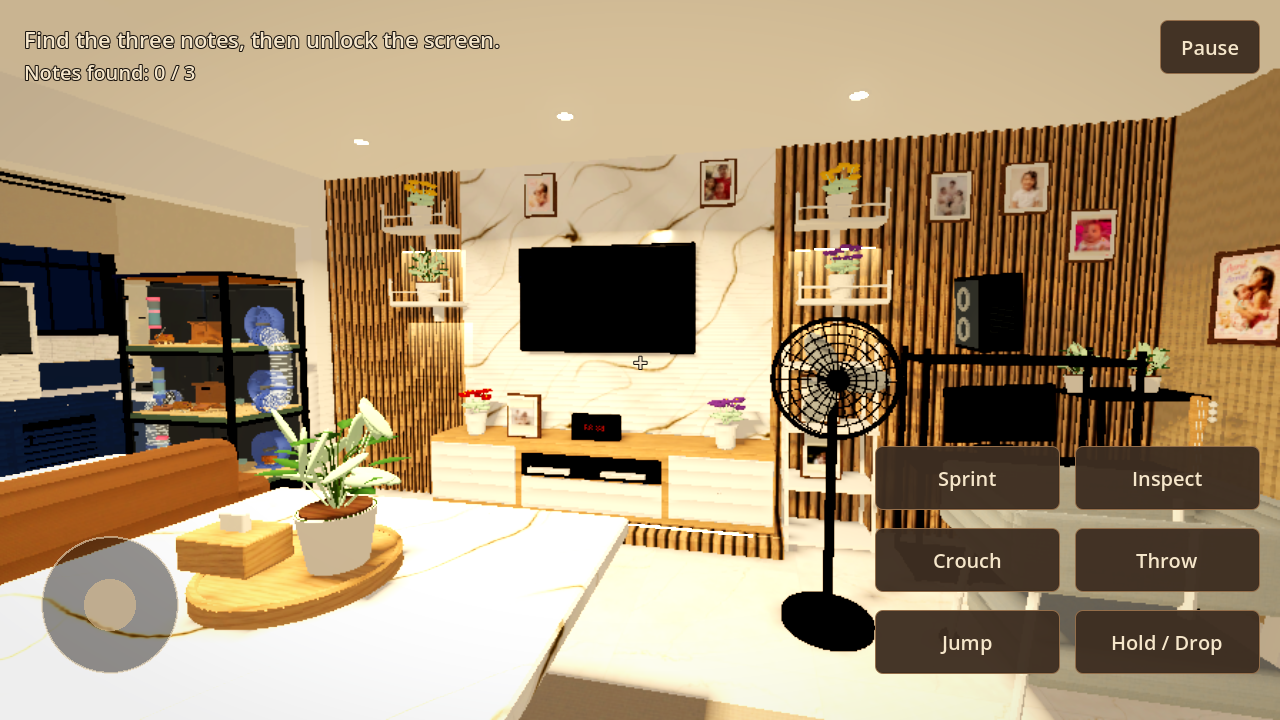 Find the three notes, then unlock the screen.
Notes found: 0 / 3
Pause
Sprint
Inspect
Crouch
Throw
Jump
Hold / Drop